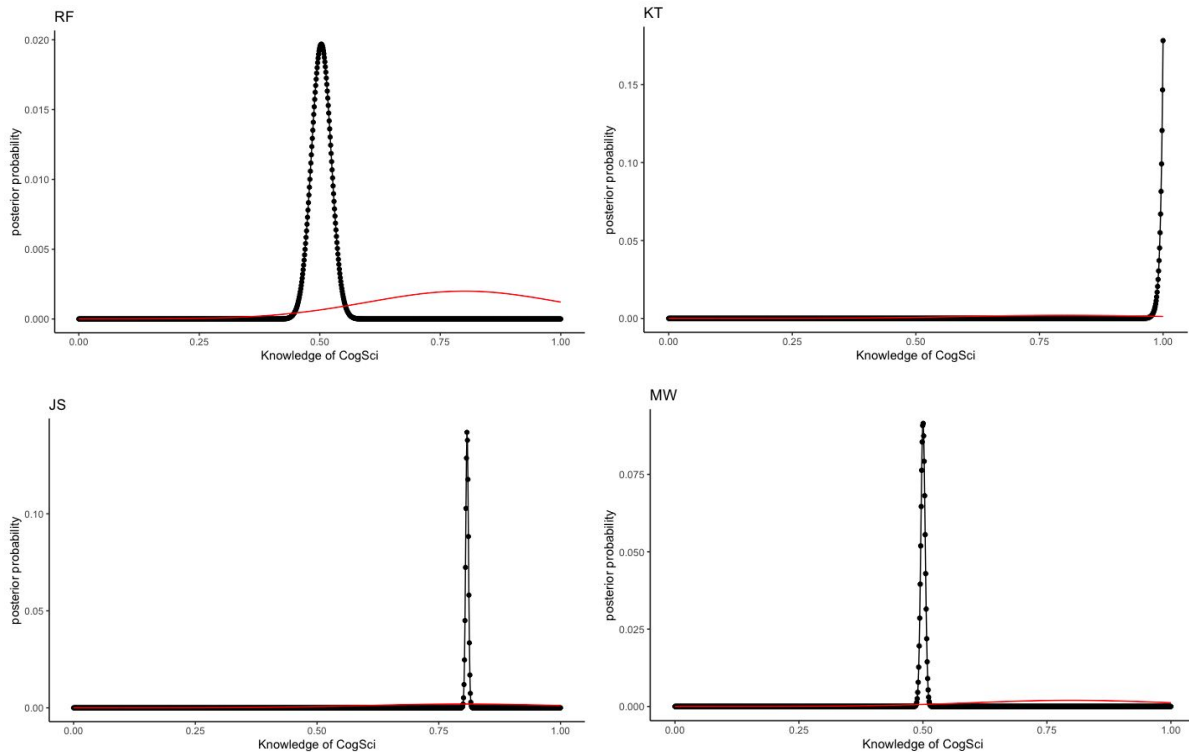 RF
0.020
0.015
0.010
0.005
0.000
posterior probability
0.00 0.25 0.50 0.75 1.00
Knowledge of CogSci
KT
0.15
0.10
0.05
0.00
posterior probability
0.00 0.25 0.50 0.75 1.00
Knowledge of CogSci
JS
0.10
0.05
0.00
posterior probability
0.00 0.25 0.50 0.75 1.00
Knowledge of CogSci
MW
0.075
0.050
0.025
0.000
posterior probability
0.00 0.25 0.50 0.75 1.00
Knowledge of CogSci